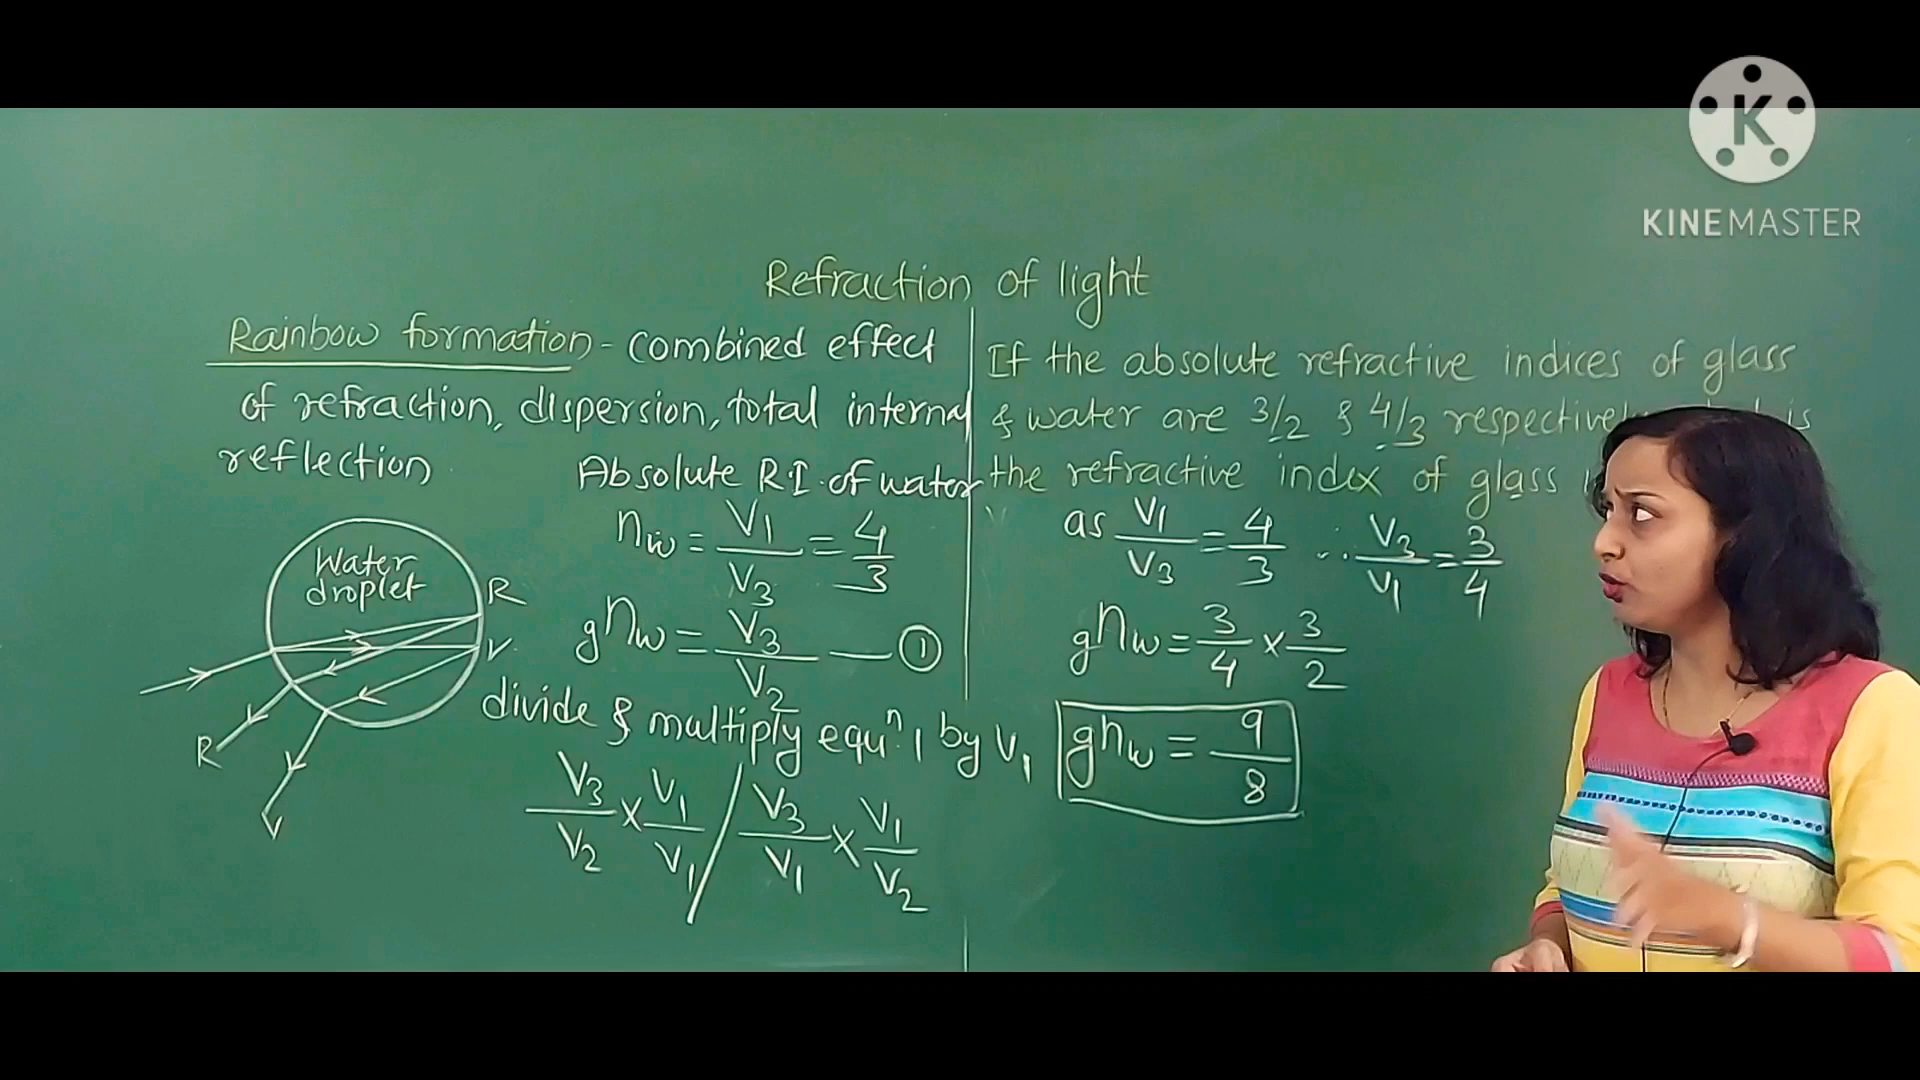 KINEMASTER
Refraction of light
Rainbow formation - combined effect
of refraction, dispersion, total internal
reflection
Water
droplet
R
V
R
V
Absolute R.I. of water
nw = V1/V3 = 4/3
gnw = V3/V2 — ①
divide & multiply equⁿ. 1 by V1
V3/V2 × V1/V1 / V3/V1 × V1/V2
If the absolute refractive indices of glass
& water are 3/2 & 4/3 respectively is
the refractive index of glass
as V1/V3 = 4/3 ∴ V3/V1 = 3/4
gnw = 3/4 × 3/2
gnw = 9/8